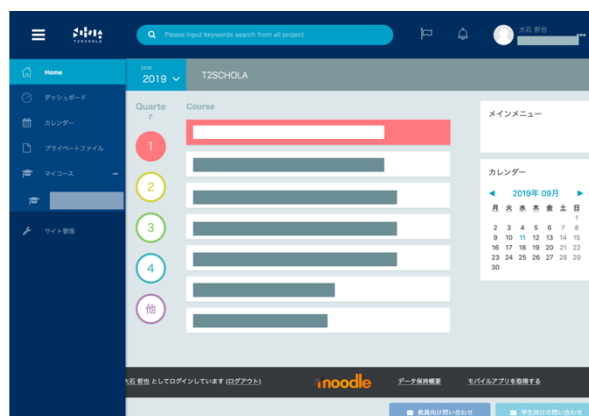 T2SCHOLA
Please input keywords search from all project
大石 哲也
Home
ダッシュボード
カレンダー
プライベートファイル
マイコース
サイト管理
year
2019
T2SCHOLA
Quarte
r
Course
1
2
3
4
他
メインメニュー
カレンダー
◀ 2019年 09月 ▶
月 火 水 木 金 土 日
1
2 3 4 5 6 7 8
9 10 11 12 13 14 15
16 17 18 19 20 21 22
23 24 25 26 27 28 29
30
大石 哲也 としてログインしています (ログアウト)
moodle
データ保持概要
モバイルアプリを取得する
教員向け問い合わせ
学生向けの問い合わせ